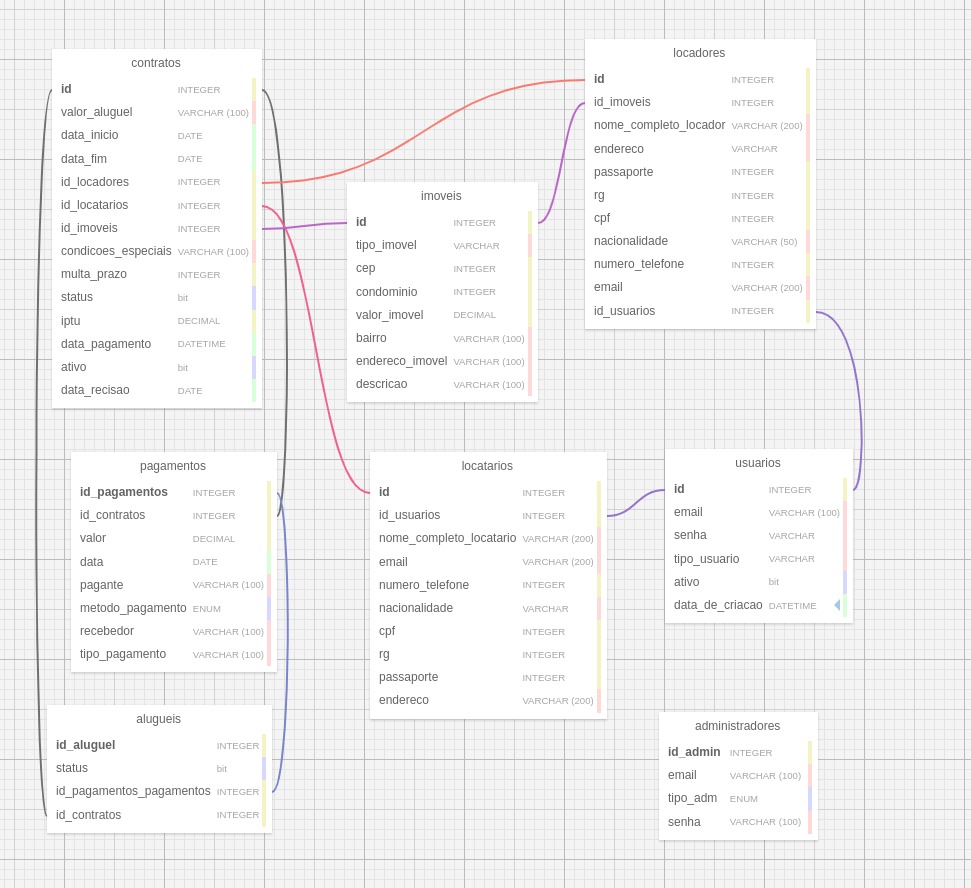 contratos
id INTEGER
valor_aluguel VARCHAR (100)
data_inicio DATE
data_fim DATE
id_locadores INTEGER
id_locatarios INTEGER
id_imoveis INTEGER
condicoes_especiais VARCHAR (100)
multa_prazo INTEGER
status bit
iptu DECIMAL
data_pagamento DATETIME
ativo bit
data_recisao DATE
imoveis
id INTEGER
tipo_imovel VARCHAR
cep INTEGER
condominio INTEGER
valor_imovel DECIMAL
bairro VARCHAR (100)
endereco_imovel VARCHAR (100)
descricao VARCHAR (100)
locadores
id INTEGER
id_imoveis INTEGER
nome_completo_locador VARCHAR (200)
endereco VARCHAR
passaporte INTEGER
rg INTEGER
cpf INTEGER
nacionalidade VARCHAR (50)
numero_telefone INTEGER
email VARCHAR (200)
id_usuarios INTEGER
pagamentos
id_pagamentos INTEGER
id_contratos INTEGER
valor DECIMAL
data DATE
pagante VARCHAR (100)
metodo_pagamento ENUM
recebedor VARCHAR (100)
tipo_pagamento VARCHAR (100)
locatarios
id INTEGER
id_usuarios INTEGER
nome_completo_locatario VARCHAR (200)
email VARCHAR (200)
numero_telefone INTEGER
nacionalidade VARCHAR
cpf INTEGER
rg INTEGER
passaporte INTEGER
endereco VARCHAR (200)
usuarios
id INTEGER
email VARCHAR (100)
senha VARCHAR
tipo_usuario VARCHAR
ativo bit
data_de_criacao DATETIME
alugueis
id_aluguel INTEGER
status bit
id_pagamentos_pagamentos INTEGER
id_contratos INTEGER
administradores
id_admin INTEGER
email VARCHAR (100)
tipo_adm ENUM
senha VARCHAR (100)